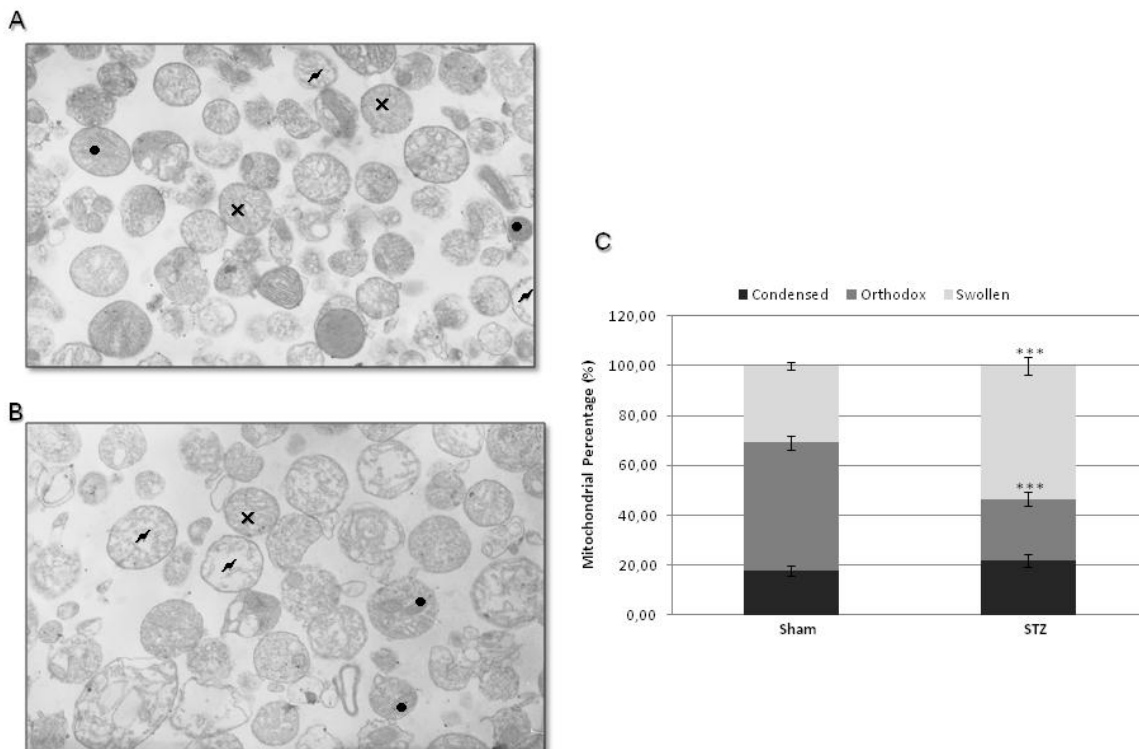 A
B
C
Condensed Orthodox Swollen
Mitochondrial Percentage (%)
120,00
100,00
80,00
60,00
40,00
20,00
0,00
***
***
Sham STZ